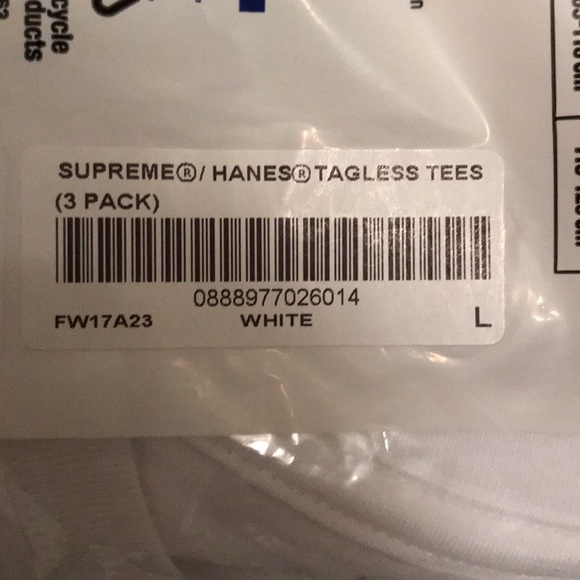 cycle
ducts
SUPREME®/ HANES® TAGLESS TEES
(3 PACK)
0888977026014
FW17A23 WHITE L